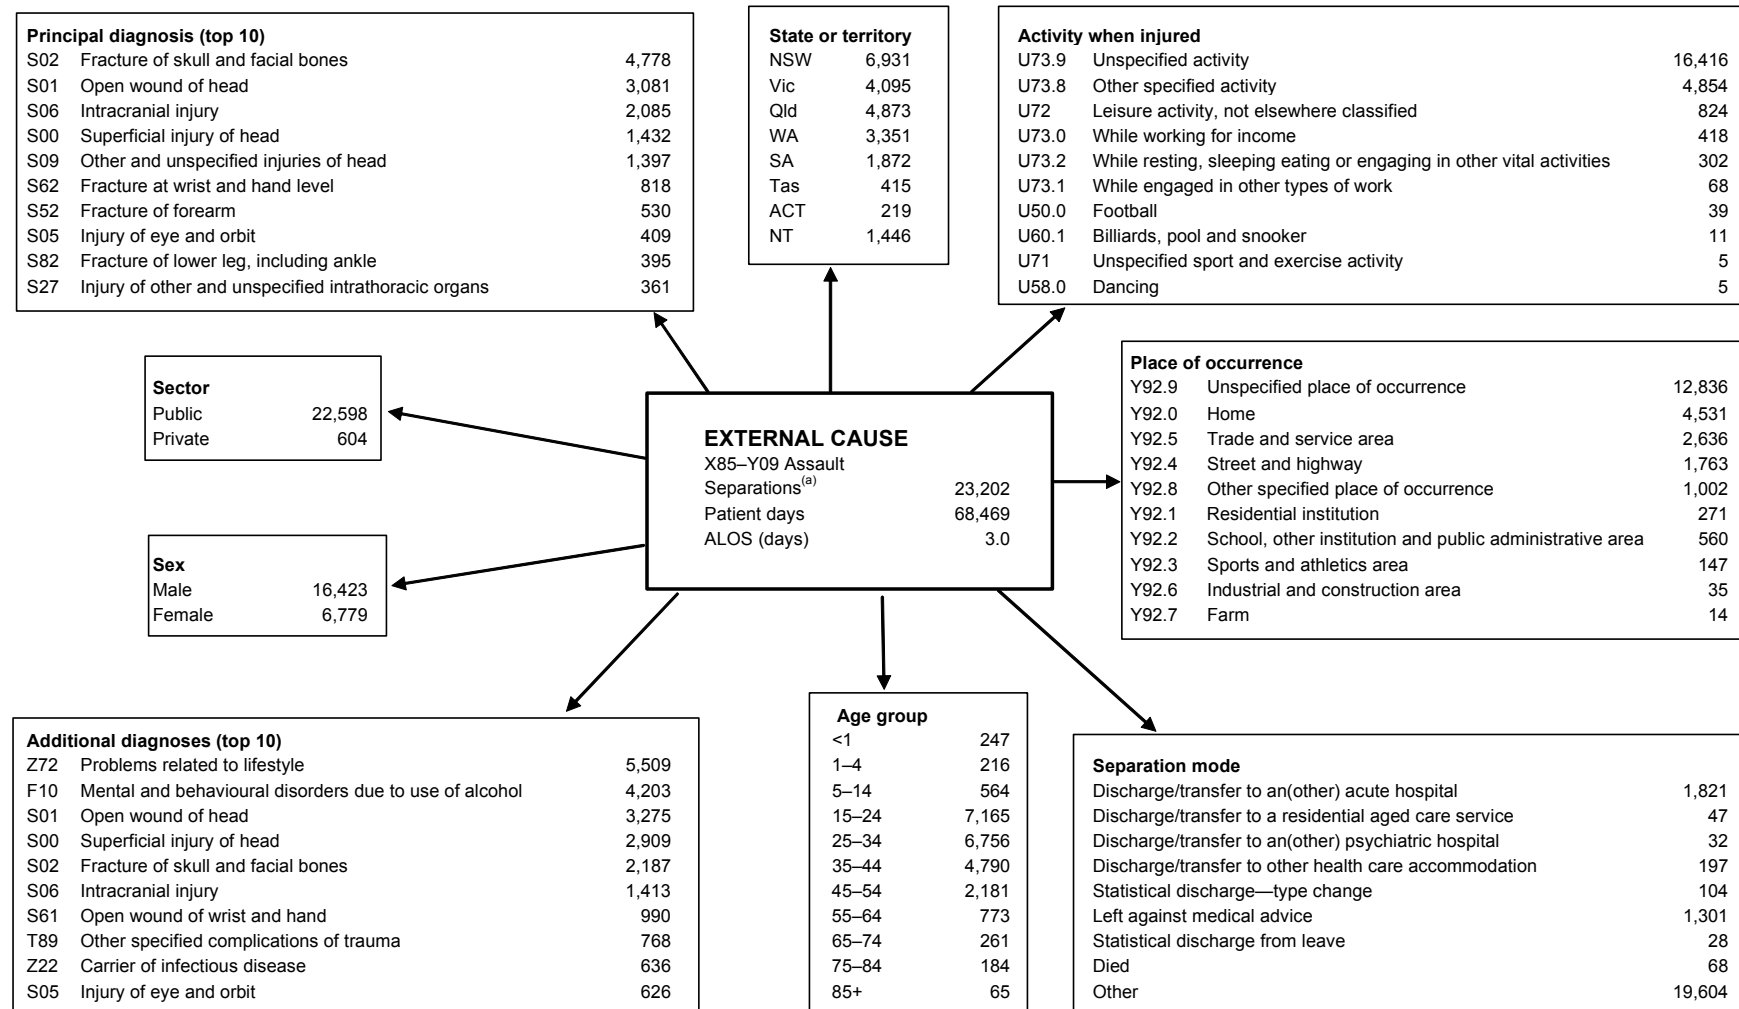 Principal diagnosis (top 10)
S02 Fracture of skull and facial bones 4,778
S01 Open wound of head 3,081
S06 Intracranial injury 2,085
S00 Superficial injury of head 1,432
S09 Other and unspecified injuries of head 1,397
S62 Fracture at wrist and hand level 818
S52 Fracture of forearm 530
S05 Injury of eye and orbit 409
S82 Fracture of lower leg, including ankle 395
S27 Injury of other and unspecified intrathoracic organs 361
State or territory
NSW 6,931
Vic 4,095
Qld 4,873
WA 3,351
SA 1,872
Tas 415
ACT 219
NT 1,446
Activity when injured
U73.9 Unspecified activity 16,416
U73.8 Other specified activity 4,854
U72 Leisure activity, not elsewhere classified 824
U73.0 While working for income 418
U73.2 While resting, sleeping eating or engaging in other vital activities 302
U73.1 While engaged in other types of work 68
U50.0 Football 39
U60.1 Billiards, pool and snooker 11
U71 Unspecified sport and exercise activity 5
U58.0 Dancing 5
Sector
Public 22,598
Private 604
EXTERNAL CAUSE
X85–Y09 Assault
Separations(a) 23,202
Patient days 68,469
ALOS (days) 3.0
Place of occurrence
Y92.9 Unspecified place of occurrence 12,836
Y92.0 Home 4,531
Y92.5 Trade and service area 2,636
Y92.4 Street and highway 1,763
Y92.8 Other specified place of occurrence 1,002
Y92.1 Residential institution 271
Y92.2 School, other institution and public administrative area 560
Y92.3 Sports and athletics area 147
Y92.6 Industrial and construction area 35
Y92.7 Farm 14
Sex
Male 16,423
Female 6,779
Additional diagnoses (top 10)
Z72 Problems related to lifestyle 5,509
F10 Mental and behavioural disorders due to use of alcohol 4,203
S01 Open wound of head 3,275
S00 Superficial injury of head 2,909
S02 Fracture of skull and facial bones 2,187
S06 Intracranial injury 1,413
S61 Open wound of wrist and hand 990
T89 Other specified complications of trauma 768
Z22 Carrier of infectious disease 636
S05 Injury of eye and orbit 626
Age group
<1 247
1–4 216
5–14 564
15–24 7,165
25–34 6,756
35–44 4,790
45–54 2,181
55–64 773
65–74 261
75–84 184
85+ 65
Separation mode
Discharge/transfer to an(other) acute hospital 1,821
Discharge/transfer to a residential aged care service 47
Discharge/transfer to an(other) psychiatric hospital 32
Discharge/transfer to other health care accommodation 197
Statistical discharge—type change 104
Left against medical advice 1,301
Statistical discharge from leave 28
Died 68
Other 19,604